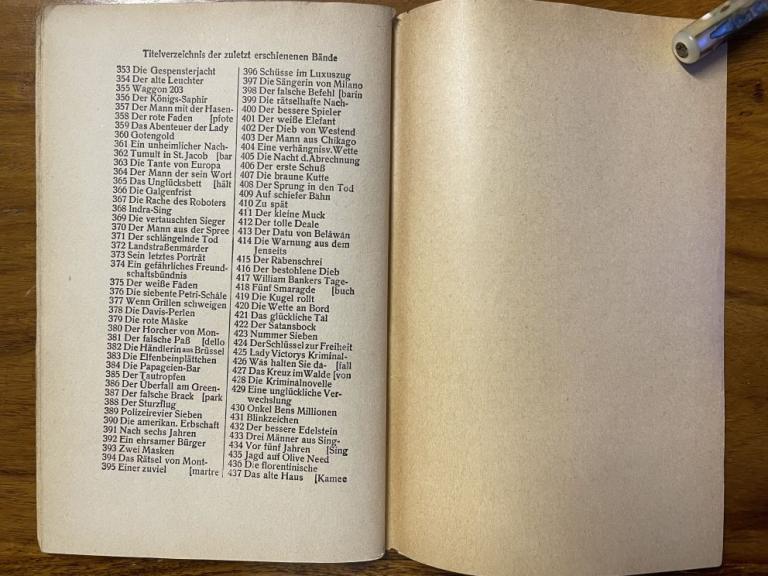 Titelverzeichnis der zuletzt erschienenen Bände
353 Die Gespensterjacht
354 Der alte Leuchter
355 Waggon 203
356 Der Königs-Saphir
357 Der Mann mit der Hasen-
358 Der rote Faden [pfote
359 Das Abenteuer der Lady
360 Gotengold
361 Ein unheimlicher Nach-
362 Tumult in St. Jacob [bar
363 Die Tante von Europa
364 Der Mann der sein Wort
365 Das Unglücksbett [hält
366 Die Galgenfrist
367 Die Rache des Roboters
368 Indra-Sing
369 Die vertauschten Sieger
370 Der Mann aus der Spree
371 Der schlängelnde Tod
372 Landstraßenmarder
373 Sein letztes Porträt
374 Ein gefährliches Freund-
schaftsbündnis
375 Der weiße Faden
376 Die siebente Petri-Schale
377 Wenn Grillen schweigen
378 Die Davis-Perlen
379 Die rote Maske
380 Der Horcher von Mon-
381 Der falsche Paß [dello
382 Die Händlerin aus Brüssel
383 Die Elfenbeinplättchen
384 Die Papageien-Bar
385 Der Tautropfen
386 Der Überfall am Green-
387 Der falsche Brack [park
388 Der Sturzflug
389 Polizeirevier Sieben
390 Die amerikan. Erbschaft
391 Nach sechs Jahren
392 Ein ehrsamer Bürger
393 Zwei Masken
394 Das Rätsel von Mont-
395 Einer zuviel [martre
396 Schüsse im Luxuszug
397 Die Sängerin von Milano
398 Der falsche Befehl [barin
399 Die rätselhafte Nach-
400 Der bessere Spieler
401 Der weiße Elefant
402 Der Dieb von Westend
403 Der Mann aus Chikago
404 Eine verhängnisv. Wette
405 Die Nacht d. Abrechnung
406 Der erste Schuß
407 Die braune Kutte
408 Der Sprung in den Tod
409 Auf schiefer Bahn
410 Zu spät
411 Der kleine Muck
412 Der tolle Deale
413 Der Datu von Beláwán
414 Die Warnung aus dem
Jenseits
415 Der Rabenschrei
416 Der bestohlene Dieb
417 William Bankers Tage-
418 Fünf Smaragde [buch
419 Die Kugel rollt
420 Die Wette an Bord
421 Das glückliche Tal
422 Der Satansbock
423 Nummer Sieben
424 Der Schlüssel zur Freiheit
425 Lady Victorys Kriminal-
426 Was halten Sie da- [fall
427 Das Kreuz im Walde [von
428 Die Kriminalnovelle
429 Eine unglückliche Ver-
wechslung
430 Onkel Bens Millionen
431 Blinkzeichen
432 Der bessere Edelstein
433 Drei Männer aus Sing-
434 Vor fünf Jahren [Sing
435 Jagd auf Olive Need
436 Die florentinische
437 Das alte Haus [Kamee